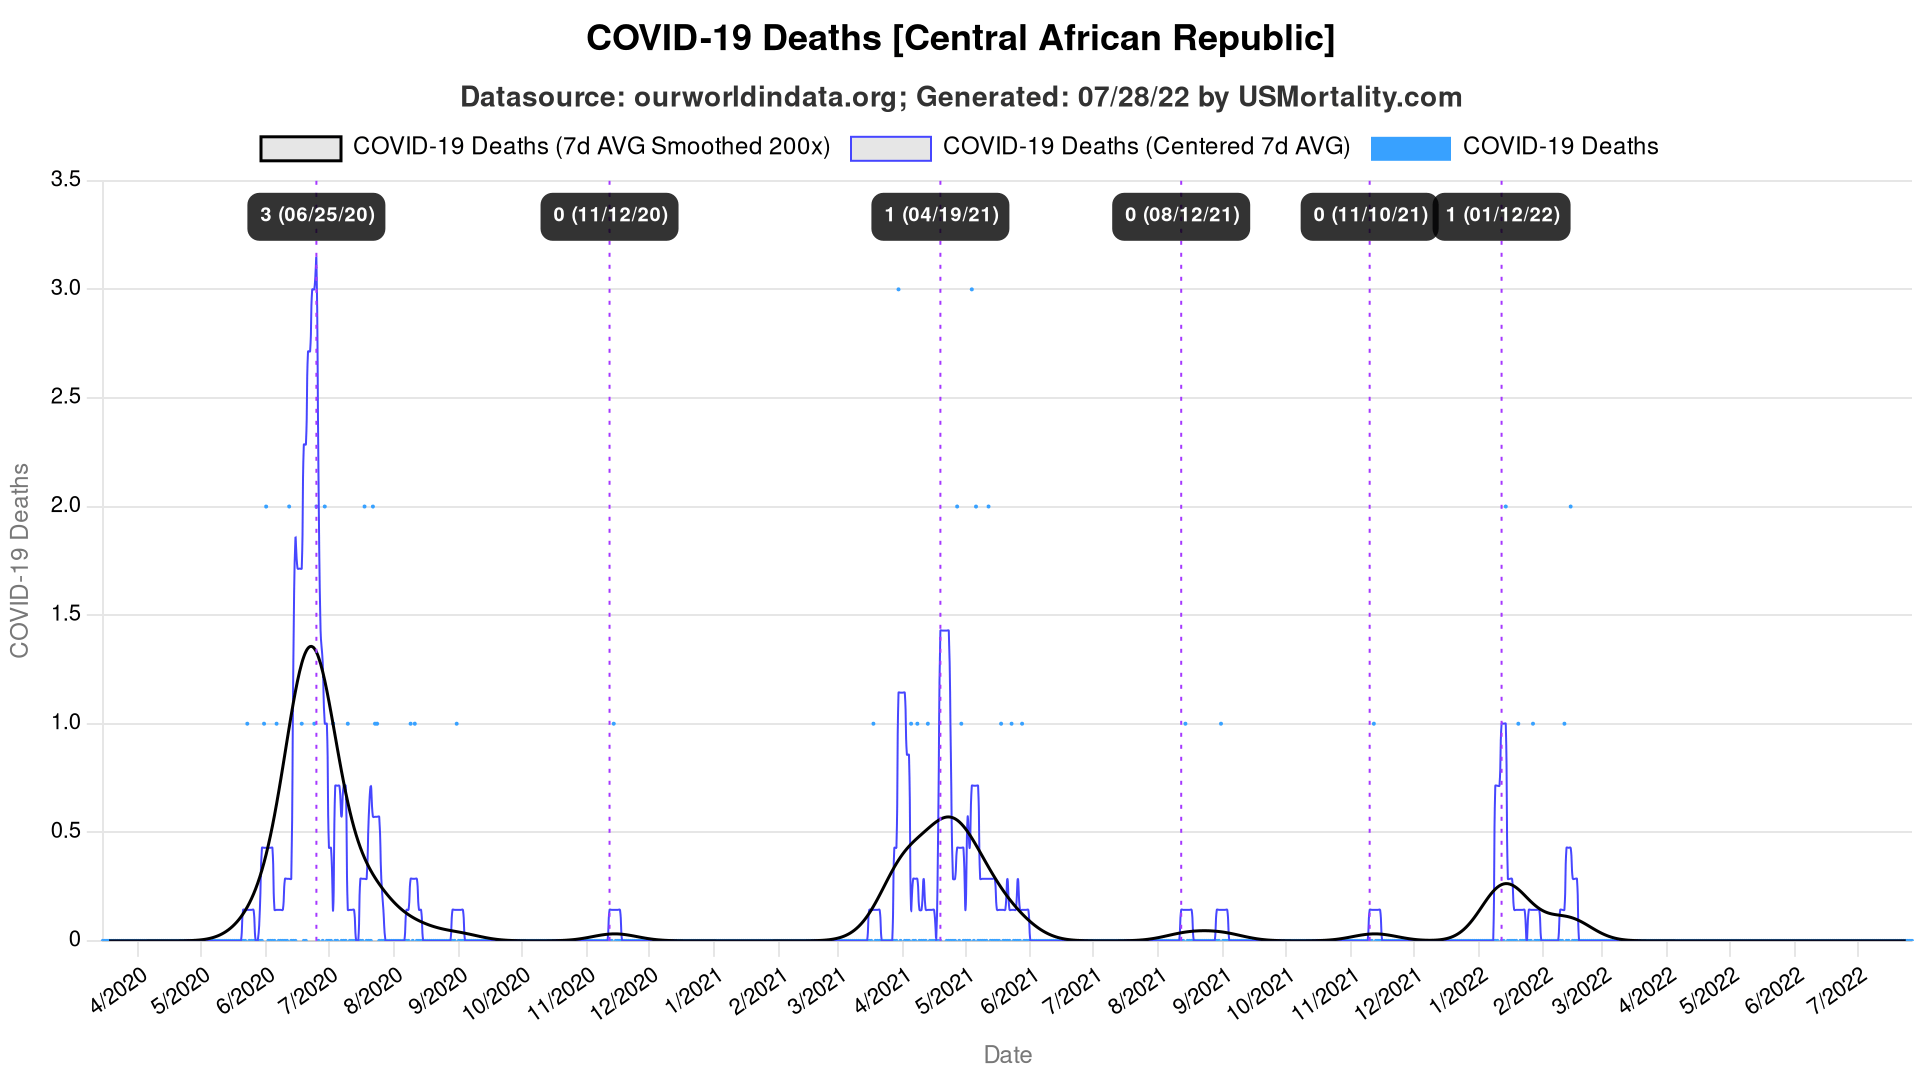 COVID-19 Deaths [Central African Republic]
Datasource: ourworldindata.org; Generated: 07/28/22 by USMortality.com
COVID-19 Deaths (7d AVG Smoothed 200x) COVID-19 Deaths (Centered 7d AVG) COVID-19 Deaths
3.5
3 (06/25/20) 0 (11/12/20) 1 (04/19/21) 0 (08/12/21) 0 (11/10/21) 1 (01/12/22)
3.0
2.5
2.0
1.5
1.0
0.5
0
COVID-19 Deaths
4/2020 5/2020 6/2020 7/2020 8/2020 9/2020 10/2020 11/2020 12/2020 1/2021 2/2021 3/2021 4/2021 5/2021 6/2021 7/2021 8/2021 9/2021 10/2021 11/2021 12/2021 1/2022 2/2022 3/2022 4/2022 5/2022 6/2022 7/2022
Date